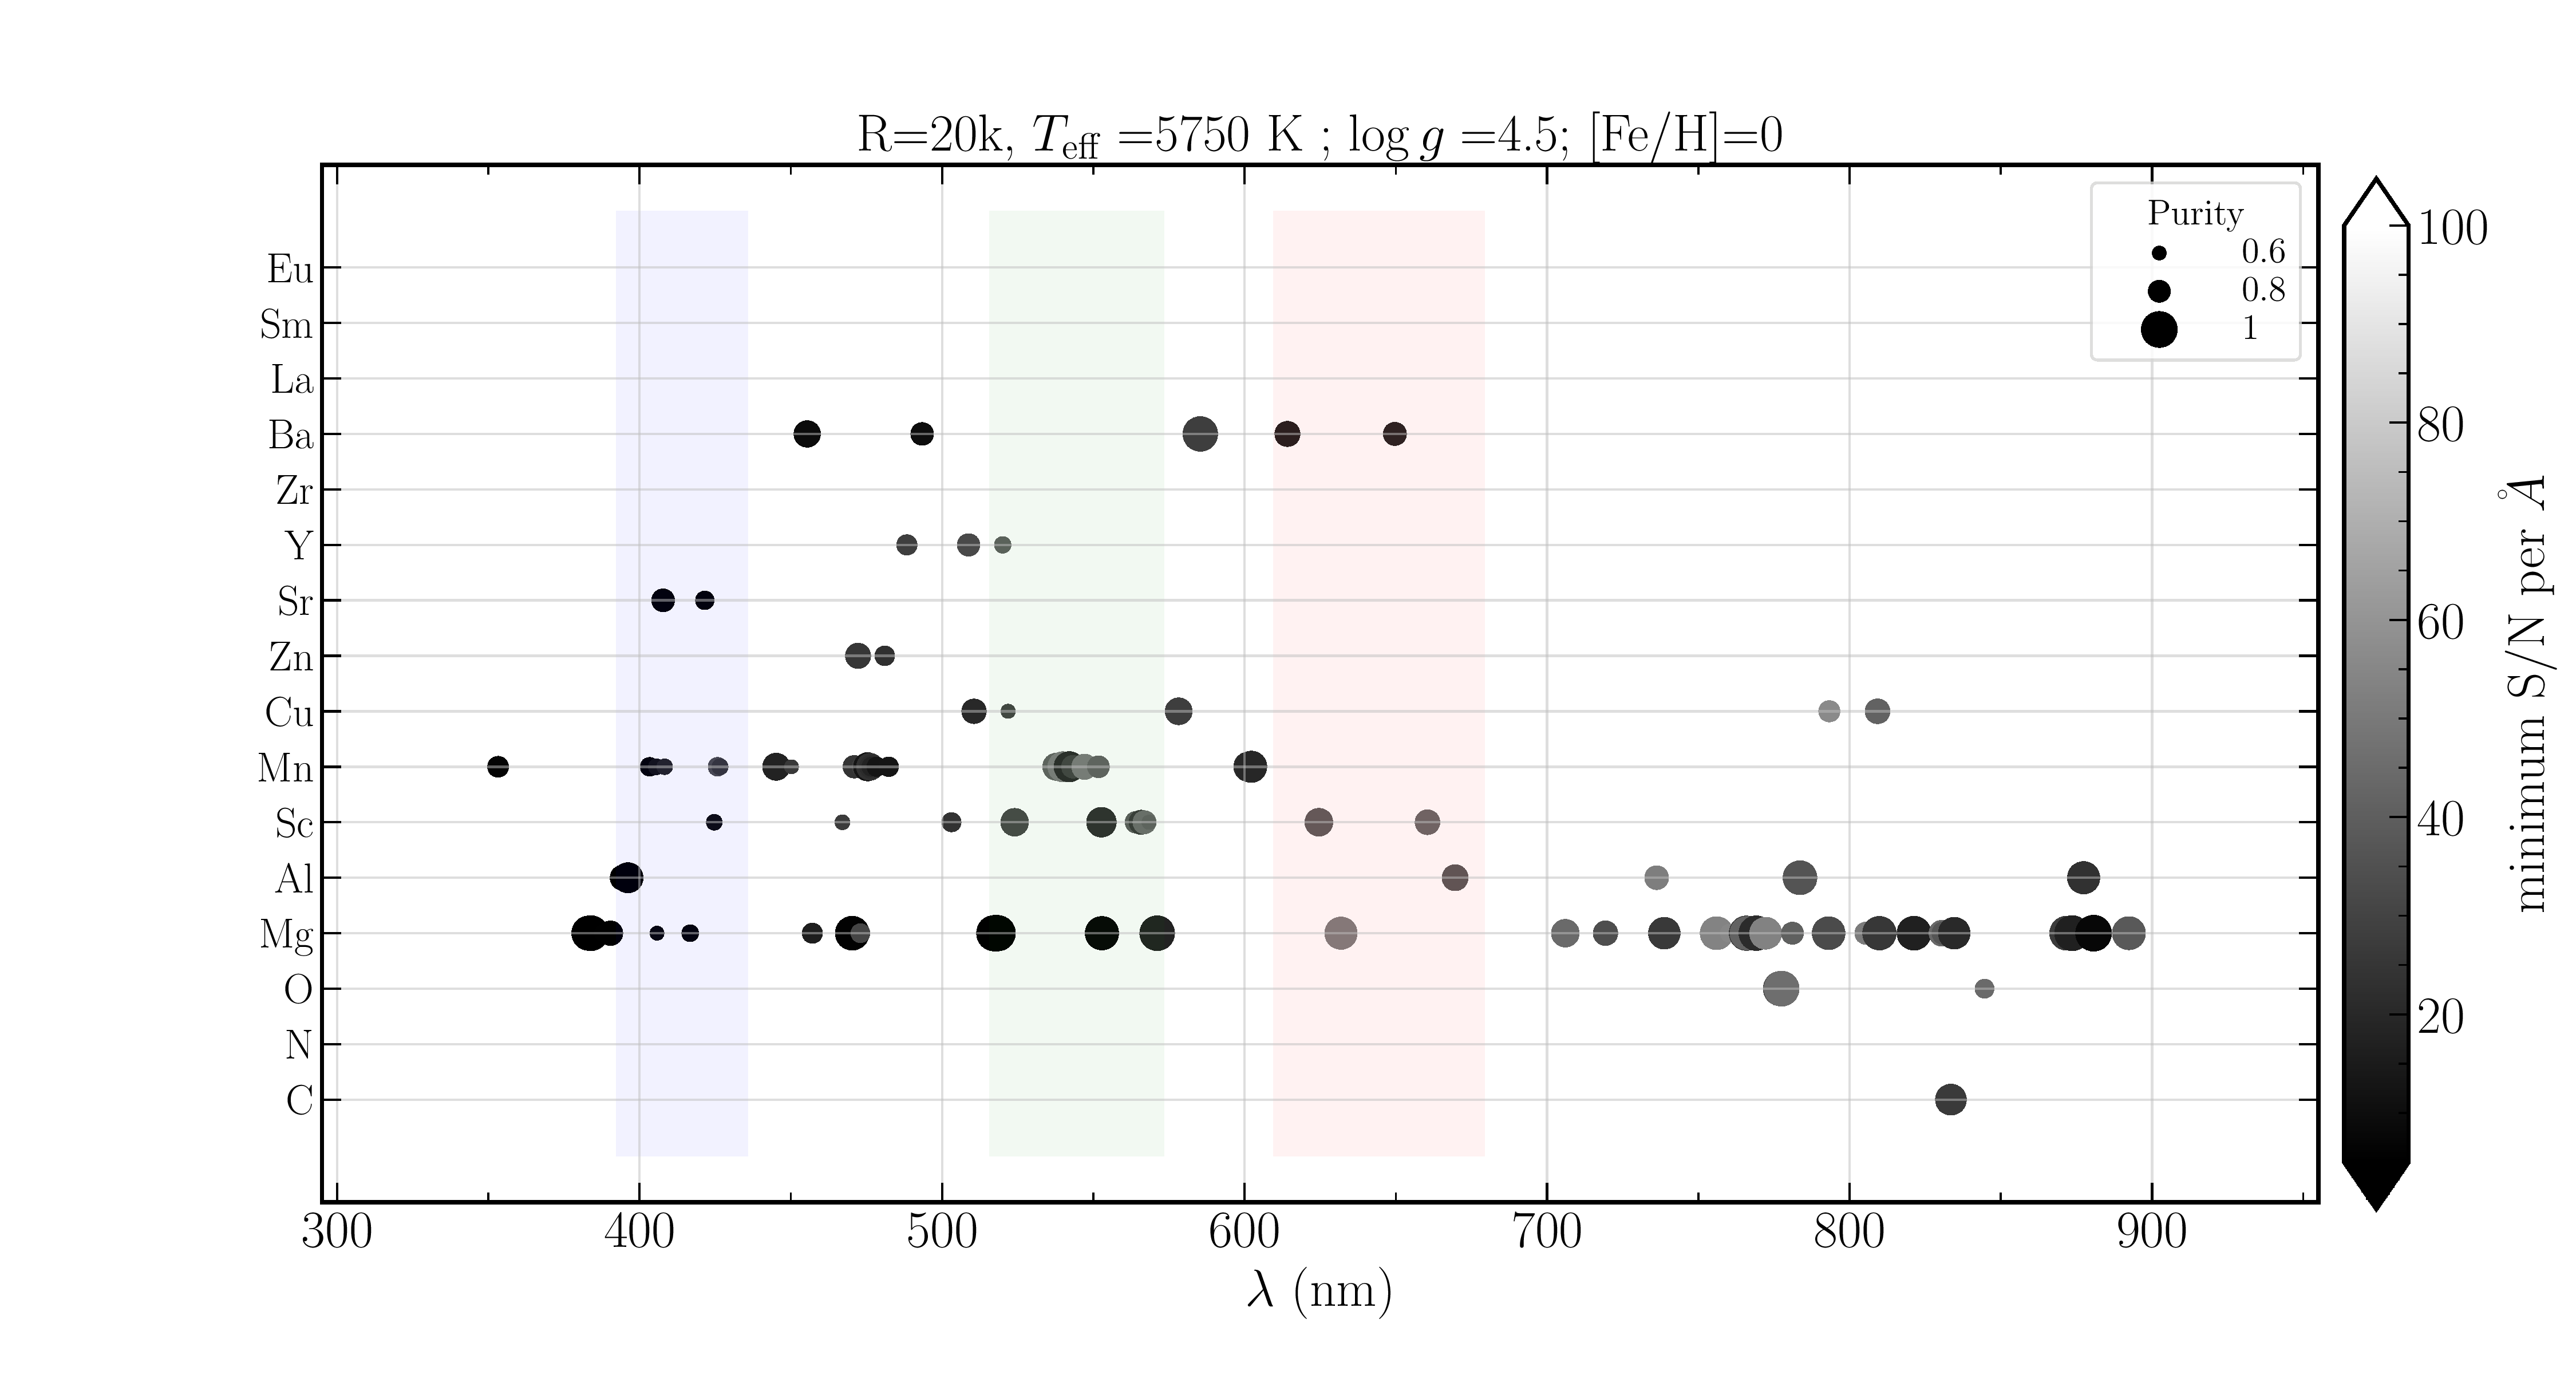 R=20k, T_eff =5750 K ; log g =4.5; [Fe/H]=0
Purity
0.6
0.8
1
Eu
Sm
La
Ba
Zr
Y
Sr
Zn
Cu
Mn
Sc
Al
Mg
O
N
C
300 400 500 600 700 800 900
λ (nm)
100
80
60
40
20
minimum S/N per Å